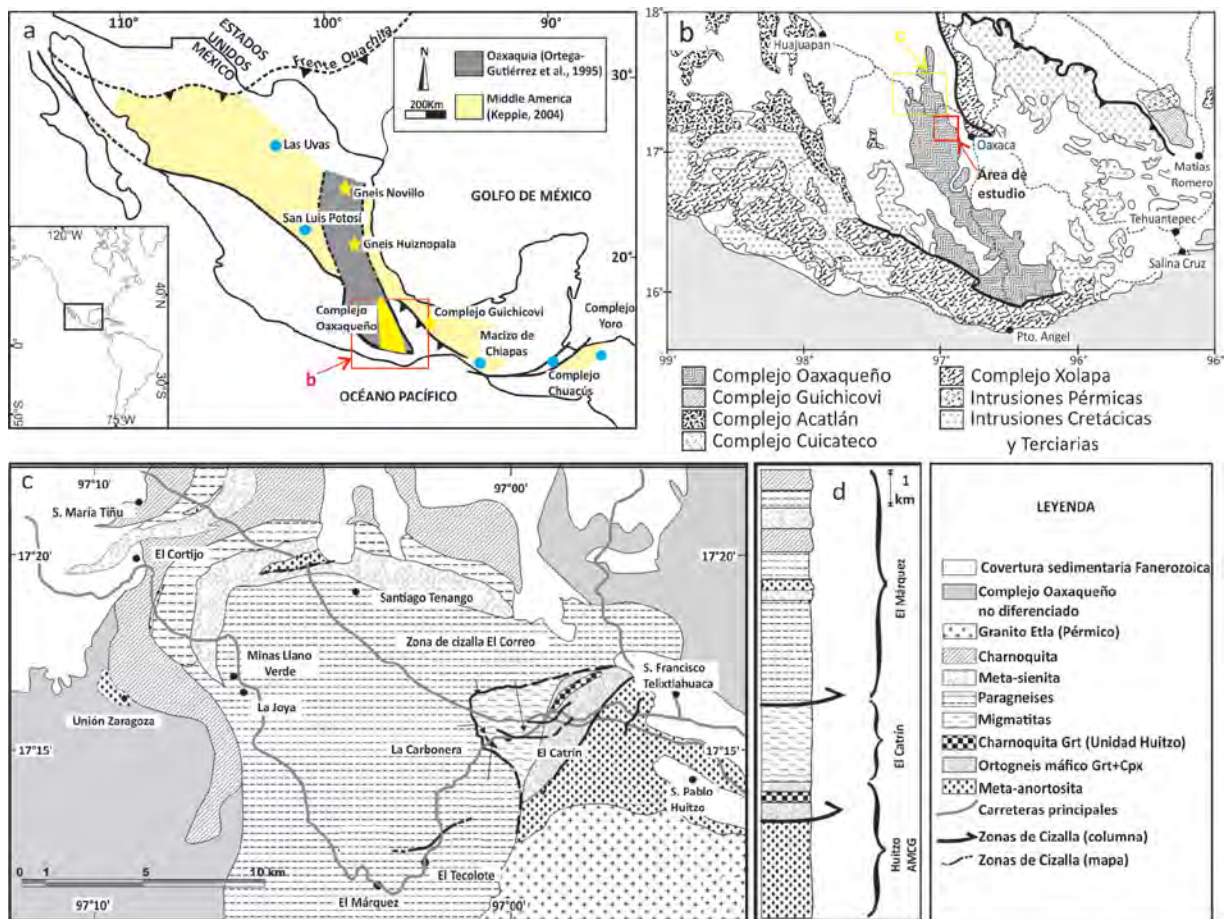 a
110°
100°
90°
ESTADOS
UNIDOS
MÉXICO
Frente Ouachita
N
200Km
Oaxaquia (Ortega-
Gutiérrez et al., 1995)
Middle America
(Keppie, 2004)
30°
20°
Las Uvas
Gneis Novillo
San Luis Potosí
Gneis Huiznopala
GOLFO DE MÉXICO
Complejo
Oaxaqueño
Complejo Guichicovi
Macizo de
Chiapas
Complejo
Yoro
Complejo
Chuacús
b
OCÉANO PACÍFICO
120°W
40°N
0°
30°S
75°W
b
18°
17°
16°
Huajuapan
c
Oaxaca
Área de
estudio
Matías
Romero
Tehuantepec
Salina Cruz
Pto. Angel
99°
98°
97°
96°
Complejo Oaxaqueño
Complejo Guichicovi
Complejo Acatlán
Complejo Cuicateco
Complejo Xolapa
Intrusiones Pérmicas
Intrusiones Cretácicas
y Terciarias
c
97°10'
97°00'
S. María Tiñu
El Cortijo
17°20'
Santiago Tenango
Zona de cizalla El Correo
Minas Llano
Verde
S. Francisco
Telixtlahuaca
La Joya
Unión Zaragoza
La Carbonera
El Catrín
17°15'
17°15'
S. Pablo
Huitzo
El Tecolote
El Márquez
0 1 5 10 km
97°10'
97°00'
d
1
km
El Márquez
El Catrín
Huitzo
AMCG
LEYENDA
Covertura sedimentaria Fanerozoica
Complejo Oaxaqueño
no diferenciado
Granito Etla (Pérmico)
Charnoquita
Meta-sienita
Paragneises
Migmatitas
Charnoquita Grt (Unidad Huitzo)
Ortogneis máfico Grt+Cpx
Meta-anortosita
Carreteras principales
Zonas de Cizalla (columna)
Zonas de Cizalla (mapa)